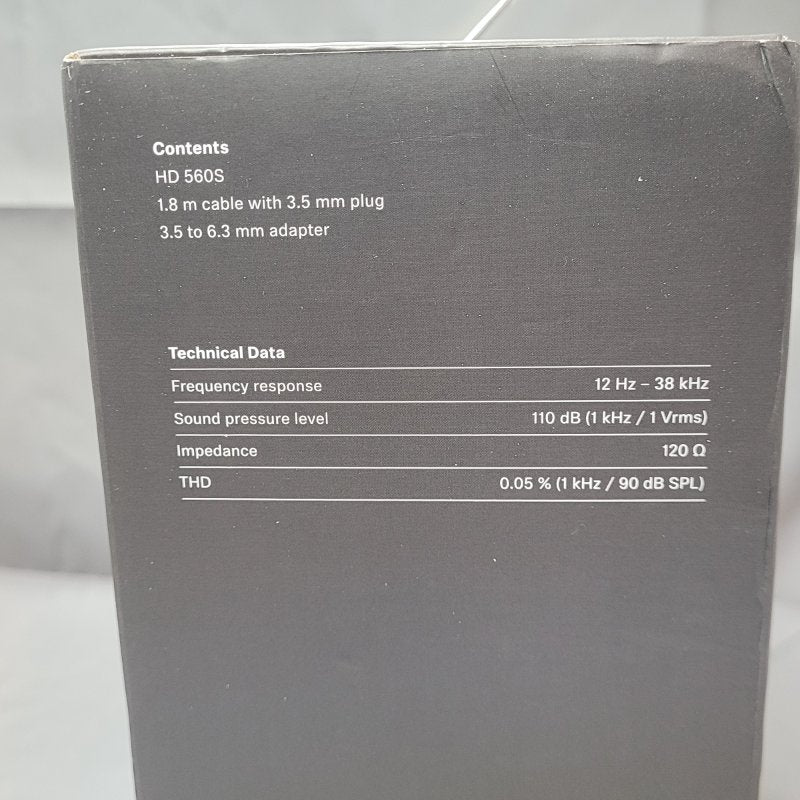 Contents
HD 560S
1.8 m cable with 3.5 mm plug
3.5 to 6.3 mm adapter
Technical Data
Frequency response 12 Hz – 38 kHz
Sound pressure level 110 dB (1 kHz / 1 Vrms)
Impedance 120 Ω
THD 0.05 % (1 kHz / 90 dB SPL)